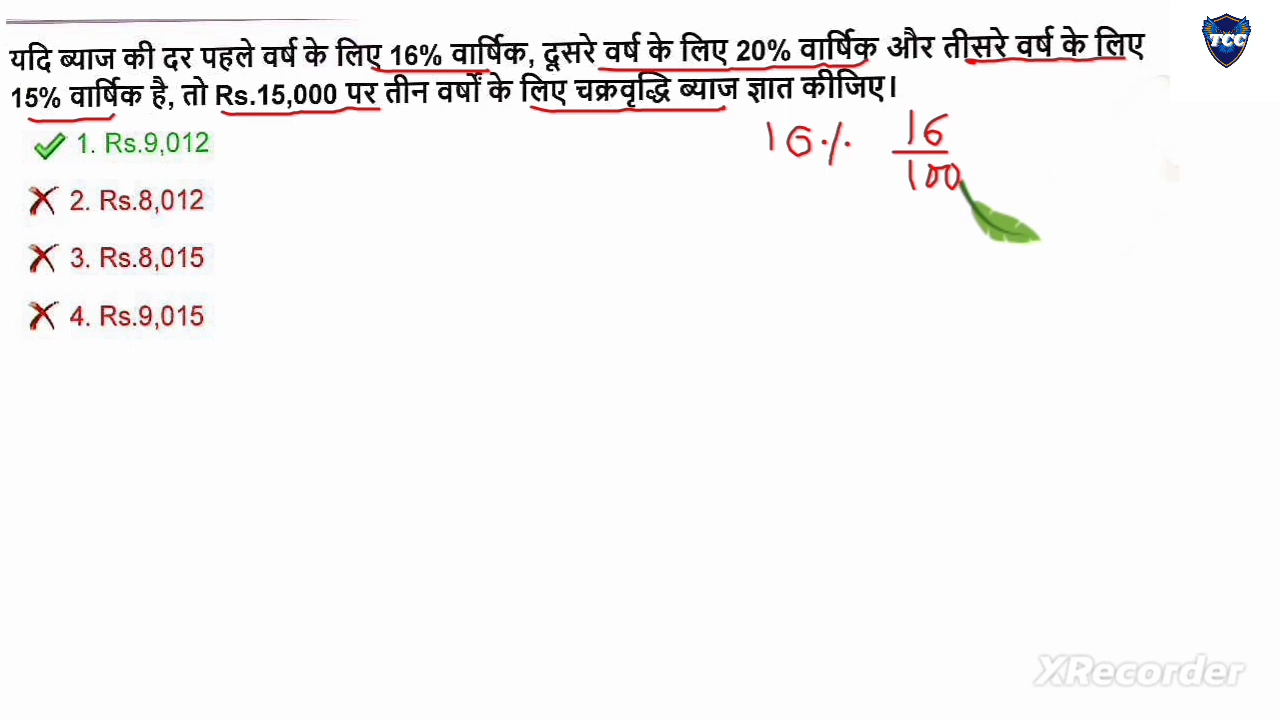 यदि ब्याज की दर पहले वर्ष के लिए 16% वार्षिक, दूसरे वर्ष के लिए 20% वार्षिक और तीसरे वर्ष के लिए
15% वार्षिक है, तो Rs.15,000 पर तीन वर्षों के लिए चक्रवृद्धि ब्याज ज्ञात कीजिए।
1. Rs.9,012
2. Rs.8,012
3. Rs.8,015
4. Rs.9,015
16%
16
100
TCC
XRecorder